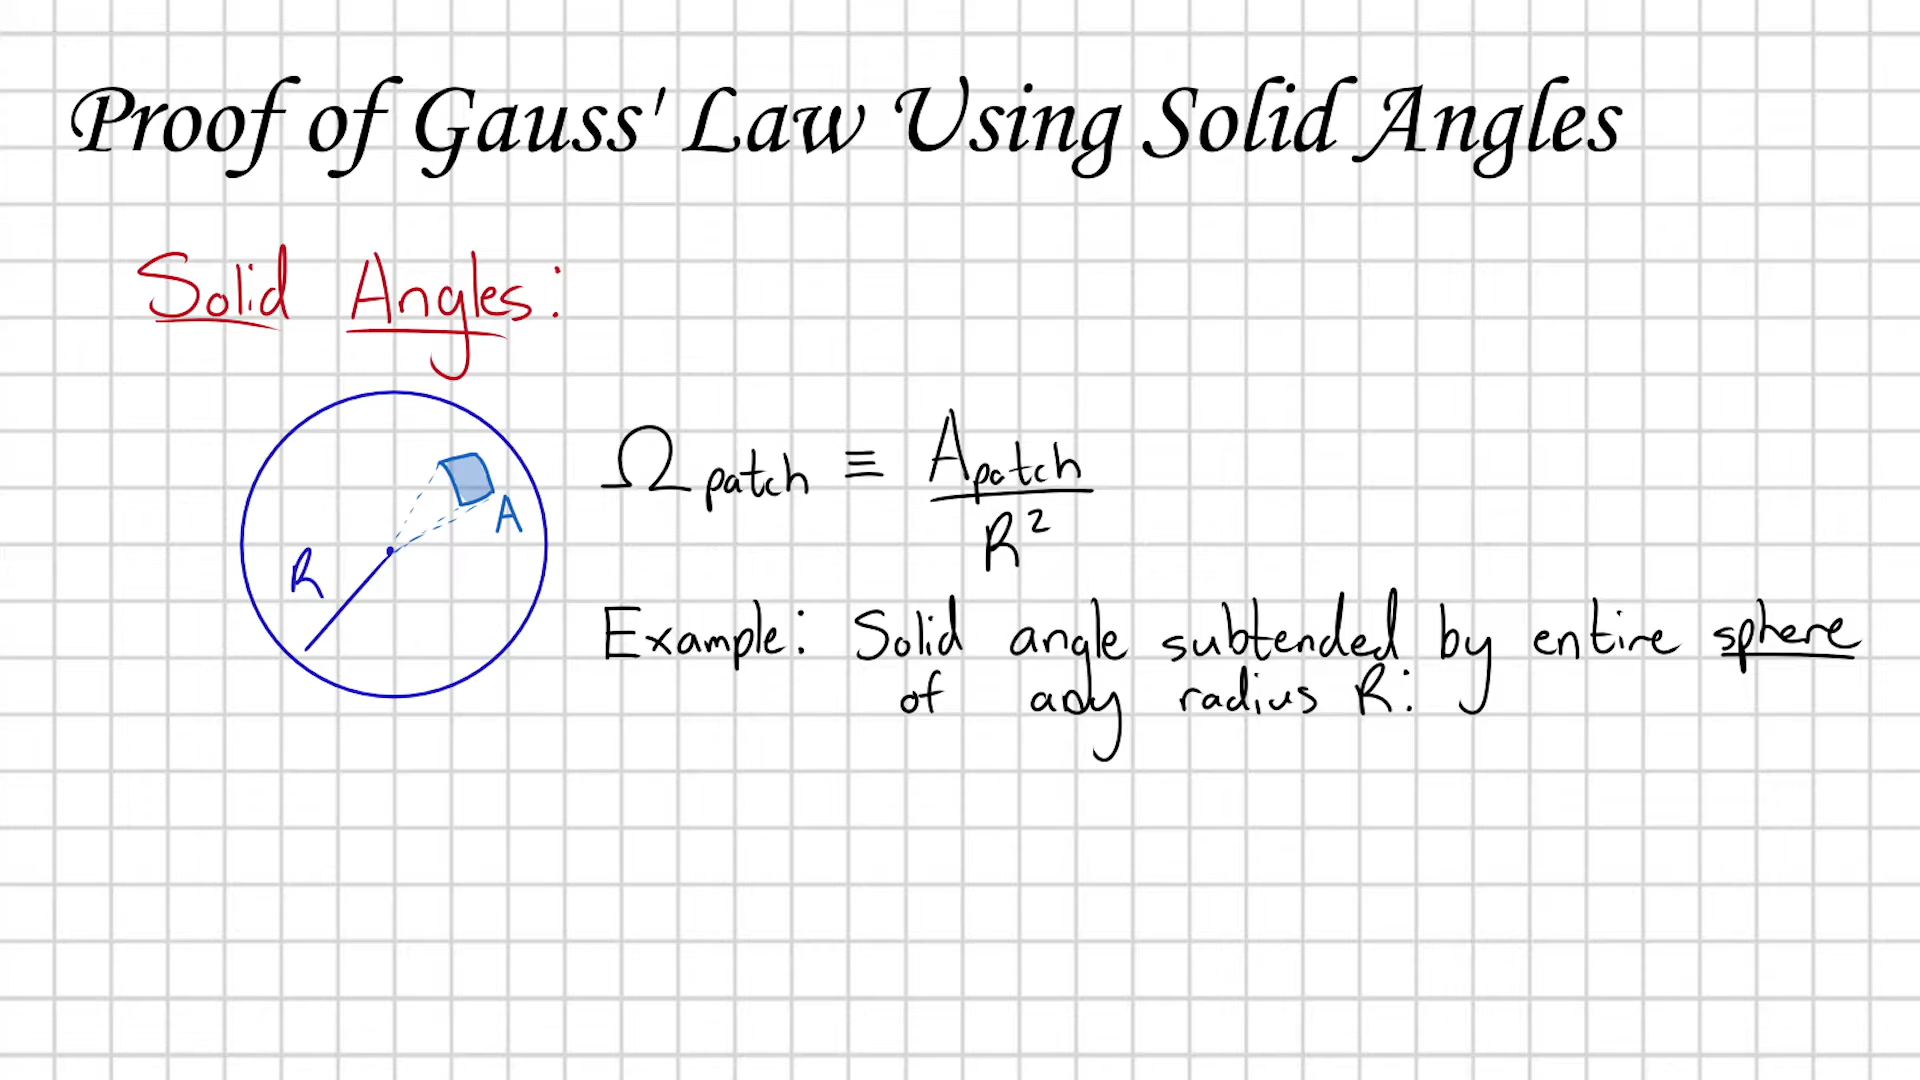 Proof of Gauss' Law Using Solid Angles
Solid Angles:
A
R
Ω patch ≡ A patch / R²
Example: Solid angle subtended by entire sphere
of any radius R: